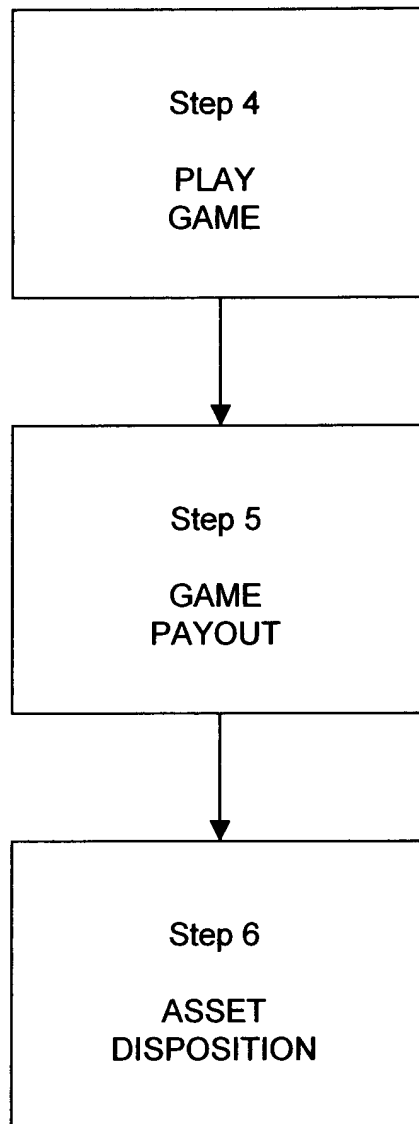 Step 4
PLAY
GAME
Step 5
GAME
PAYOUT
Step 6
ASSET
DISPOSITION